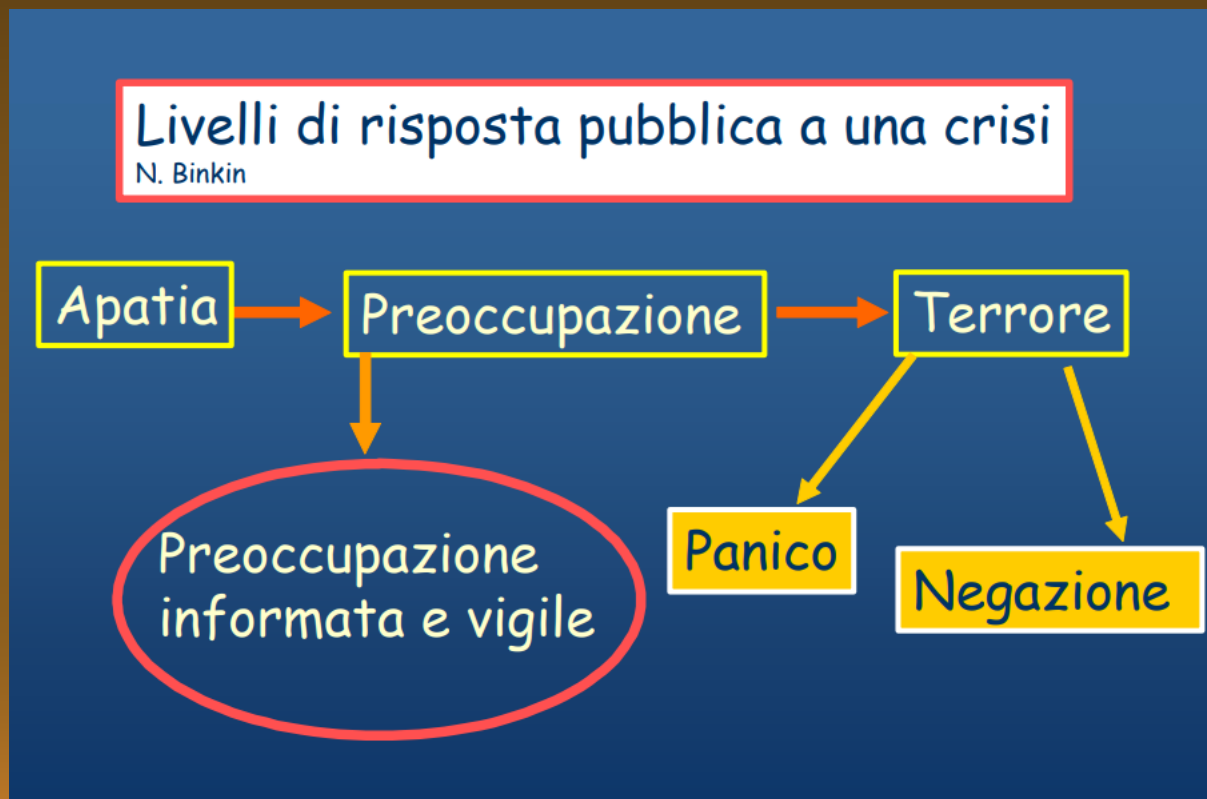 Livelli di risposta pubblica a una crisi
N. Binkin
Apatia
Preoccupazione
Terrore
Preoccupazione
informata e vigile
Panico
Negazione